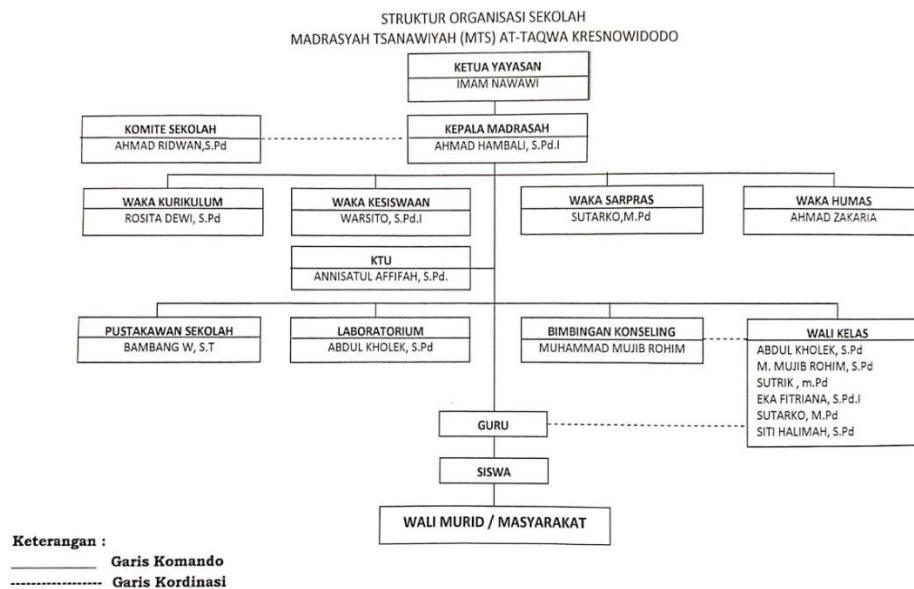 STRUKTUR ORGANISASI SEKOLAH
MADRASYAH TSANAWIYAH (MTS) AT-TAQWA KRESNOWIDODO
KETUA YAYASAN
IMAM NAWAWI
KOMITE SEKOLAH
AHMAD RIDWAN,S.Pd
KEPALA MADRASAH
AHMAD HAMBALI, S.Pd.I
WAKA KURIKULUM
ROSITA DEWI, S.Pd
WAKA KESISWAAN
WARSITO, S.Pd.I
WAKA SARPRAS
SUTARKO,M.Pd
WAKA HUMAS
AHMAD ZAKARIA
KTU
ANNISATUL AFFIFAH, S.Pd.
PUSTAKAWAN SEKOLAH
BAMBANG W, S.T
LABORATORIUM
ABDUL KHOLEK, S.Pd
BIMBINGAN KONSELING
MUHAMMAD MUJIB ROHIM
WALI KELAS
ABDUL KHOLEK, S.Pd
M. MUJIB ROHIM, S.Pd
SUTRIK , m.Pd
EKA FITRIANA, S.Pd.I
SUTARKO, M.Pd
SITI HALIMAH, S.Pd
GURU
SISWA
WALI MURID / MASYARAKAT
Keterangan :
Garis Komando
Garis Kordinasi